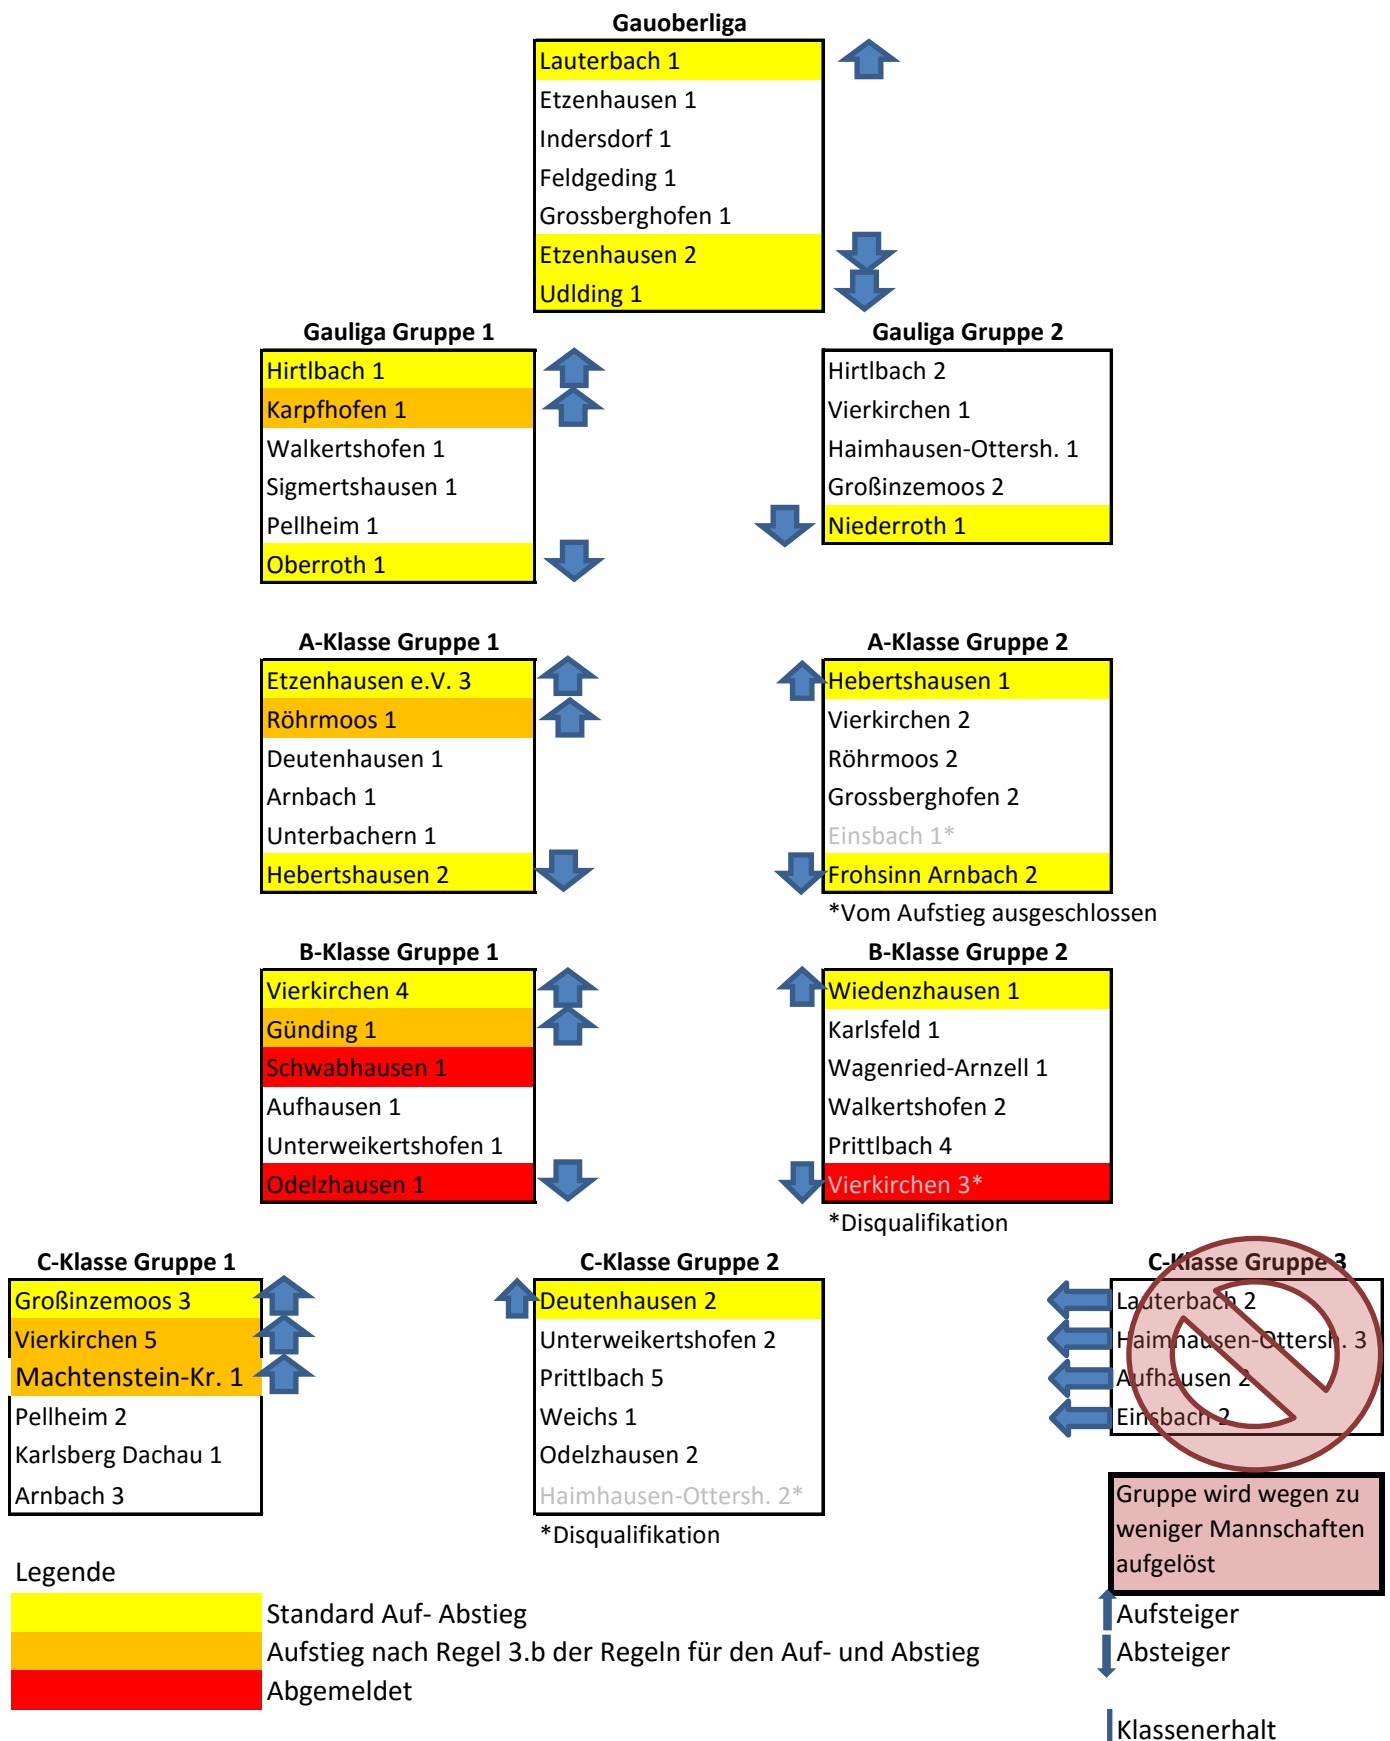 Gauoberliga
Lauterbach 1
Etzenhausen 1
Indersdorf 1
Feldgeding 1
Grossberghofen 1
Etzenhausen 2
Udlding 1
Gauliga Gruppe 1
Hirtlbach 1
Karpfhofen 1
Walkertshofen 1
Sigmertshausen 1
Pellheim 1
Oberroth 1
Gauliga Gruppe 2
Hirtlbach 2
Vierkirchen 1
Haimhausen-Ottersh. 1
Großinzemoos 2
Niederroth 1
A-Klasse Gruppe 1
Etzenhausen e.V. 3
Röhrmoos 1
Deutenhausen 1
Arnbach 1
Unterbachern 1
Hebertshausen 2
A-Klasse Gruppe 2
Hebertshausen 1
Vierkirchen 2
Röhrmoos 2
Grossberghofen 2
Einsbach 1*
Frohsinn Arnbach 2
*Vom Aufstieg ausgeschlossen
B-Klasse Gruppe 1
Vierkirchen 4
Günding 1
Schwabhausen 1
Aufhausen 1
Unterweikertshofen 1
Odelzhausen 1
B-Klasse Gruppe 2
Wiedenzhausen 1
Karlsfeld 1
Wagenried-Arnzell 1
Walkertshofen 2
Prittlbach 4
Vierkirchen 3*
*Disqualifikation
C-Klasse Gruppe 1
Großinzemoos 3
Vierkirchen 5
Machtenstein-Kr. 1
Pellheim 2
Karlsberg Dachau 1
Arnbach 3
C-Klasse Gruppe 2
Deutenhausen 2
Unterweikertshofen 2
Prittlbach 5
Weichs 1
Odelzhausen 2
Haimhausen-Ottersh. 2*
*Disqualifikation
C-Klasse Gruppe 3
Lauterbach 2
Haimhausen-Ottersh. 3
Aufhausen 2
Einsbach 2
Gruppe wird wegen zu
weniger Mannschaften
aufgelöst
Legende
Standard Auf- Abstieg
Aufstieg nach Regel 3.b der Regeln für den Auf- und Abstieg
Abgemeldet
Aufsteiger
Absteiger
Klassenerhalt